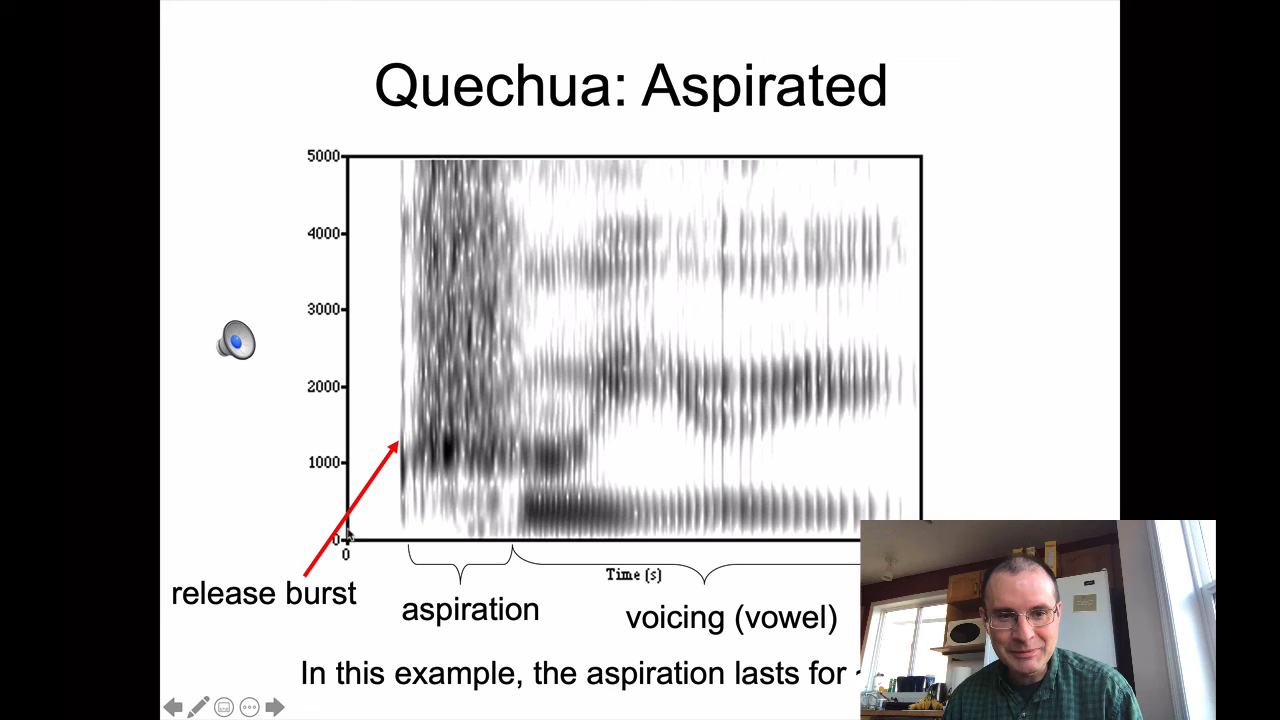 Quechua: Aspirated
5000
4000
3000
2000
1000
0
0
Time (s)
release burst
aspiration
voicing (vowel)
In this example, the aspiration lasts for